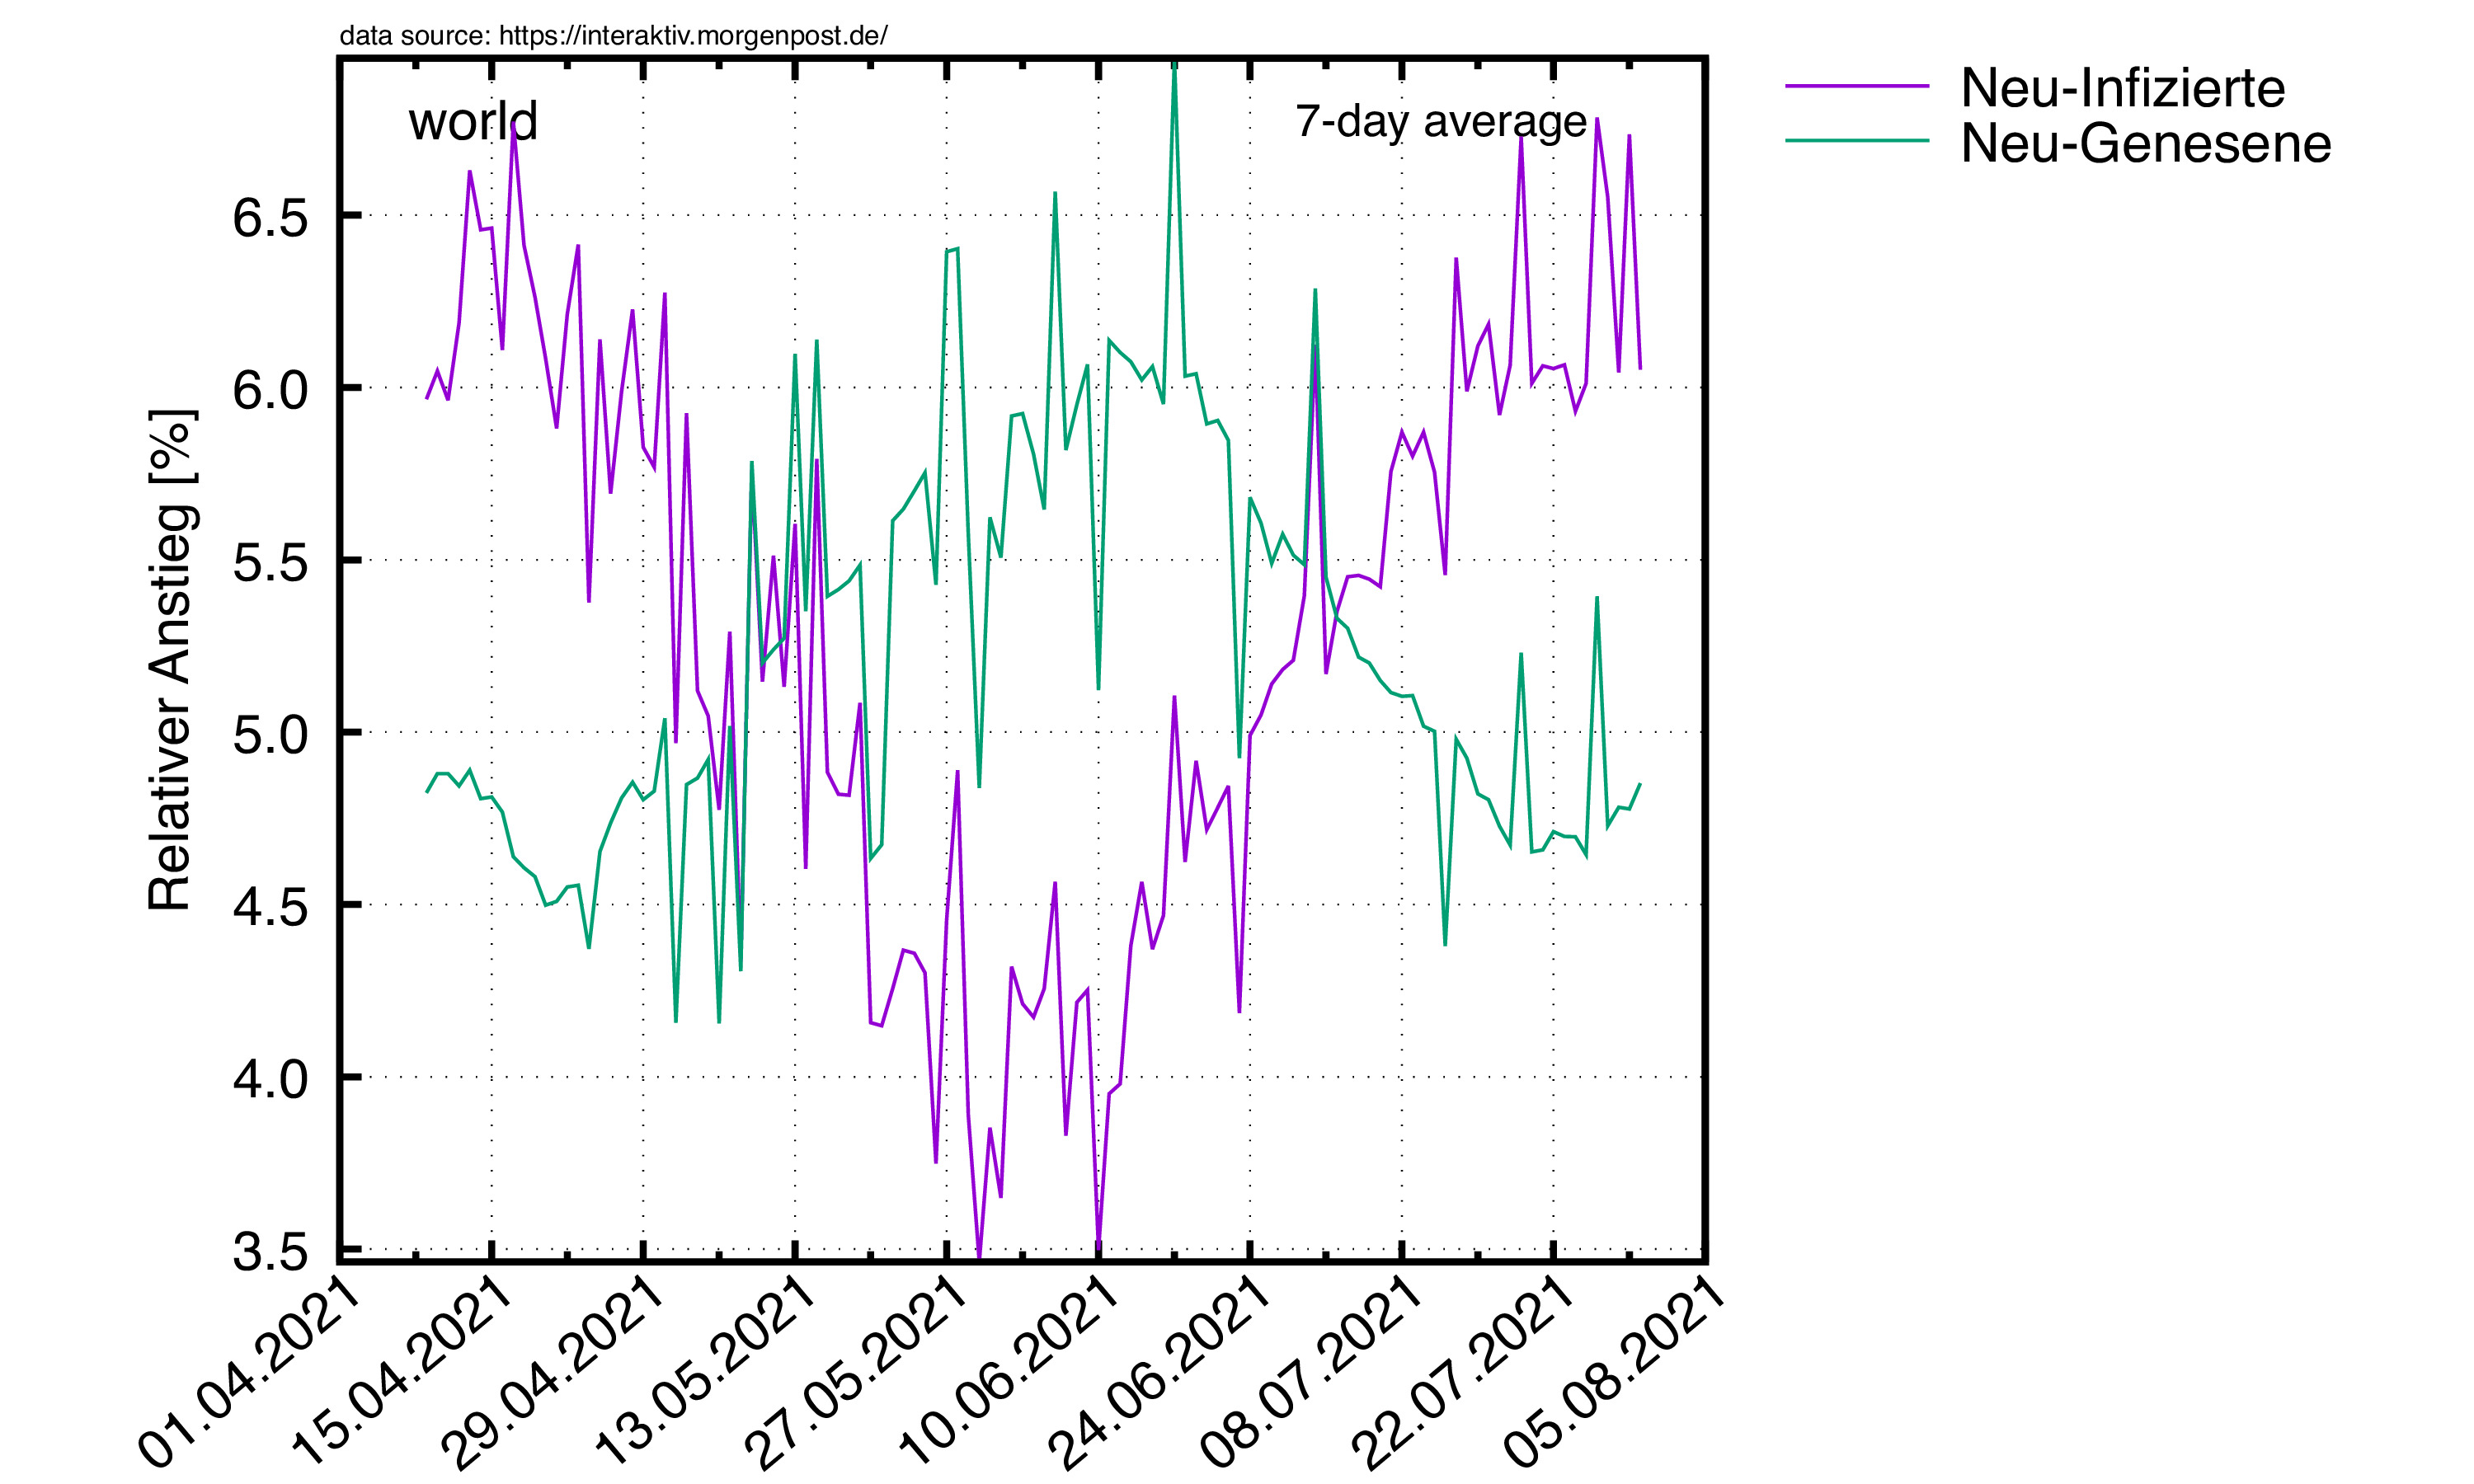 data source: https://interaktiv.morgenpost.de/
world
7-day average
Neu-Infizierte
Neu-Genesene
Relativer Anstieg [%]
6.5
6.0
5.5
5.0
4.5
4.0
3.5
01.04.2021
15.04.2021
29.04.2021
13.05.2021
27.05.2021
10.06.2021
24.06.2021
08.07.2021
22.07.2021
05.08.2021